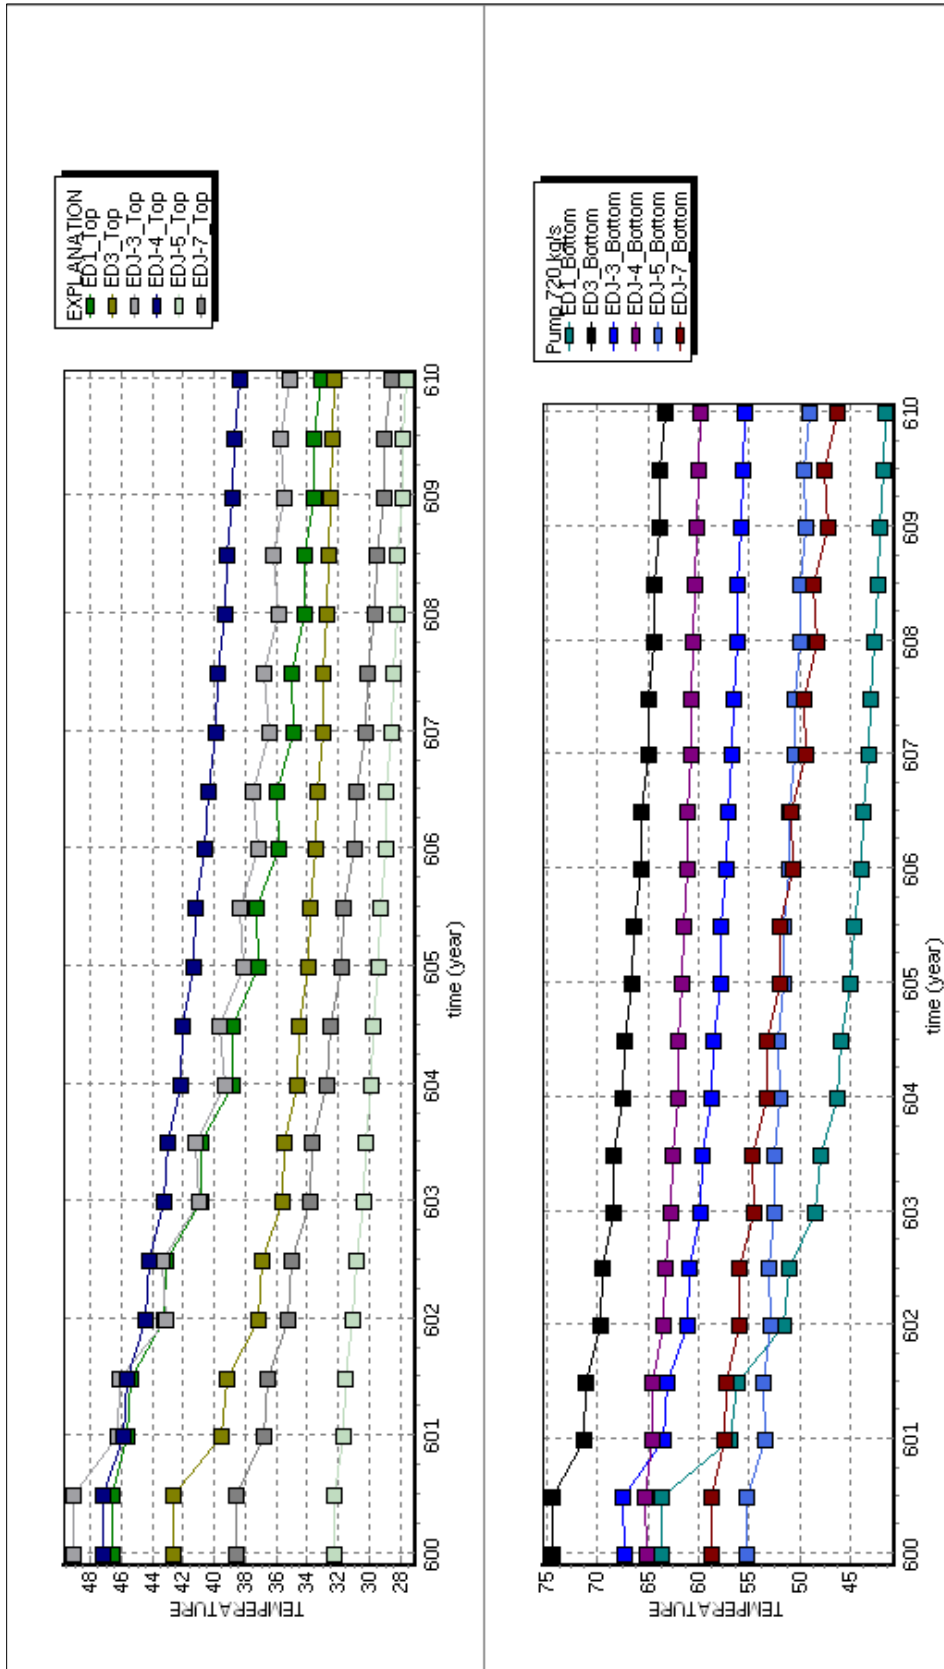 EXPLANATION
ED1_Top
ED3_Top
EDJ-3_Top
EDJ-4_Top
EDJ-5_Top
EDJ-7_Top
TEMPERATURE
48
46
44
42
40
38
36
34
32
30
28
600
601
602
603
604
605
606
607
608
609
610
time (year)
Pump 720 kg/s
ED1_Bottom
ED3_Bottom
EDJ-3_Bottom
EDJ-4_Bottom
EDJ-5_Bottom
EDJ-7_Bottom
TEMPERATURE
75
70
65
60
55
50
45
600
601
602
603
604
605
606
607
608
609
610
time (year)